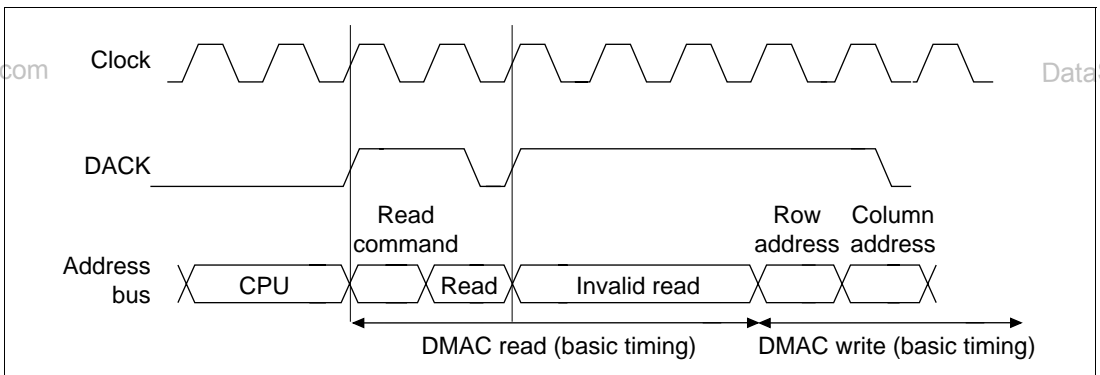 Clock
com
Data
DACK
Read
command
Row
address
Column
address
Address
bus
CPU
Read
Invalid read
DMAC read (basic timing)
DMAC write (basic timing)